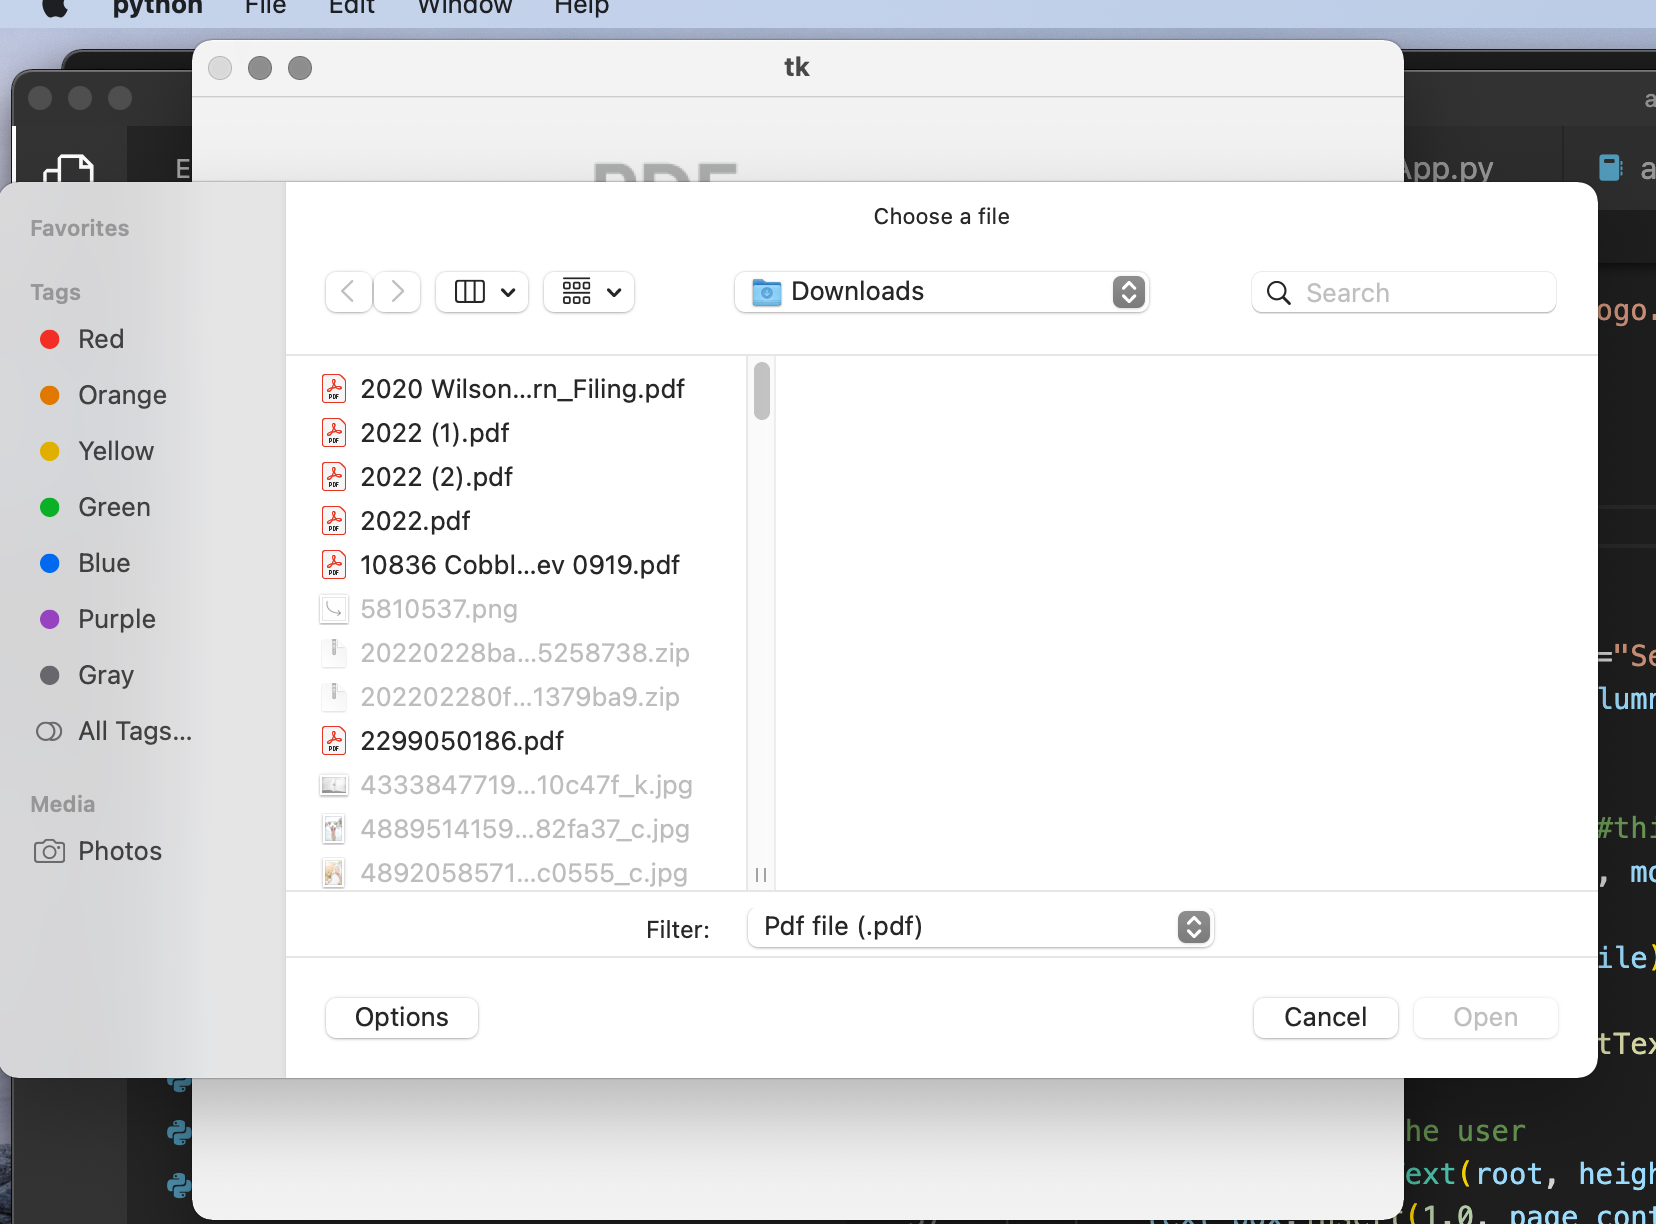 python File Edit Window Help
tk
PDF
App.py
Choose a file
Favorites
Tags
Red
Orange
Yellow
Green
Blue
Purple
Gray
All Tags...
Media
Photos
Downloads
Search
2020 Wilson...rn_Filing.pdf
2022 (1).pdf
2022 (2).pdf
2022.pdf
10836 Cobbl...ev 0919.pdf
5810537.png
20220228ba...5258738.zip
202202280f...1379ba9.zip
2299050186.pdf
4333847719...10c47f_k.jpg
4889514159...82fa37_c.jpg
4892058571...c0555_c.jpg
Filter: Pdf file (.pdf)
Options
Cancel
Open
ogo.
="Se
lumn
#thi
, mo
ile)
tTex
he user
ext(root, heigh
(1.0, page_cont